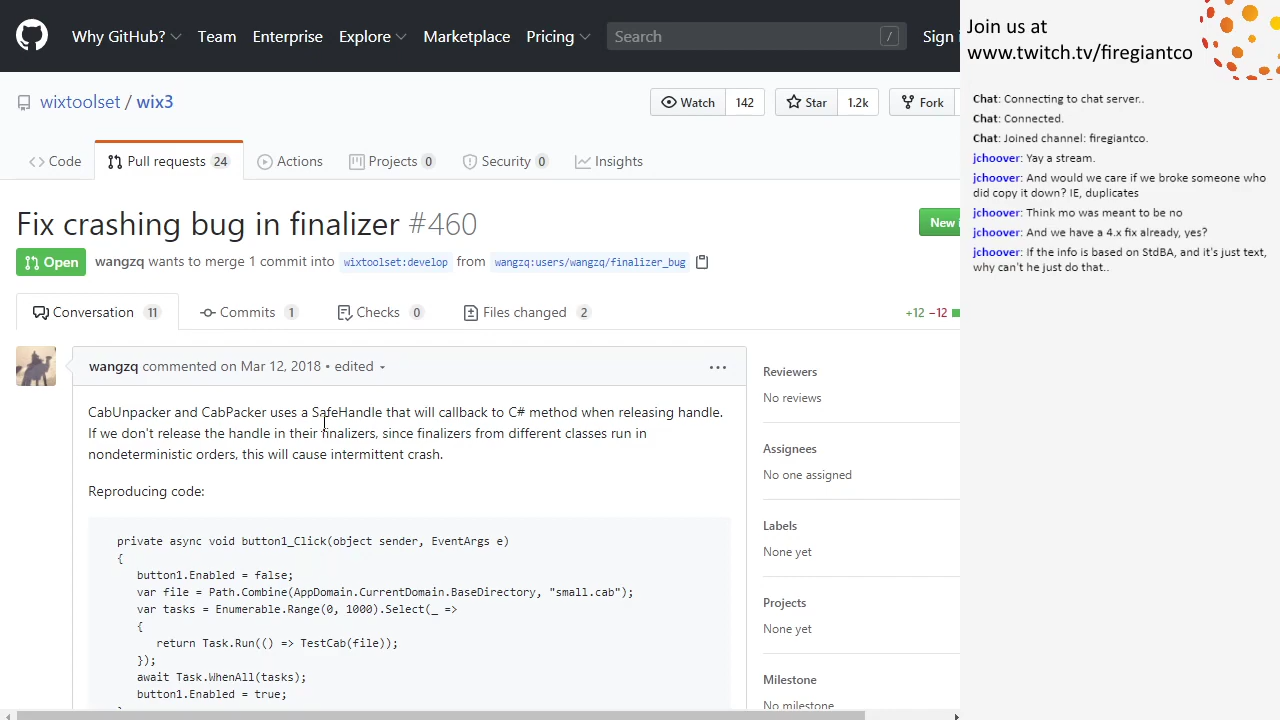 Why GitHub? Team Enterprise Explore Marketplace Pricing Search / Sign
wixtoolset / wix3
Watch 142 Star 1.2k Fork
Code Pull requests 24 Actions Projects 0 Security 0 Insights
Fix crashing bug in finalizer #460
New
Open wangzq wants to merge 1 commit into wixtoolset:develop from wangzq:users/wangzq/finalizer_bug
Conversation 11 Commits 1 Checks 0 Files changed 2 +12 −12
wangzq commented on Mar 12, 2018 • edited
CabUnpacker and CabPacker uses a SafeHandle that will callback to C# method when releasing handle.
If we don't release the handle in their finalizers, since finalizers from different classes run in
nondeterministic orders, this will cause intermittent crash.
Reproducing code:
private async void button1_Click(object sender, EventArgs e)
{
button1.Enabled = false;
var file = Path.Combine(AppDomain.CurrentDomain.BaseDirectory, "small.cab");
var tasks = Enumerable.Range(0, 1000).Select(_ =>
{
return Task.Run(() => TestCab(file));
});
await Task.WhenAll(tasks);
button1.Enabled = true;
Reviewers
No reviews
Assignees
No one assigned
Labels
None yet
Projects
None yet
Milestone
No milestone
Join us at
www.twitch.tv/firegiantco
Chat: Connecting to chat server..
Chat: Connected.
Chat: Joined channel: firegiantco.
jchoover: Yay a stream.
jchoover: And would we care if we broke someone who
did copy it down? IE, duplicates
jchoover: Think mo was meant to be no
jchoover: And we have a 4.x fix already, yes?
jchoover: If the info is based on StdBA, and it's just text,
why can't he just do that..